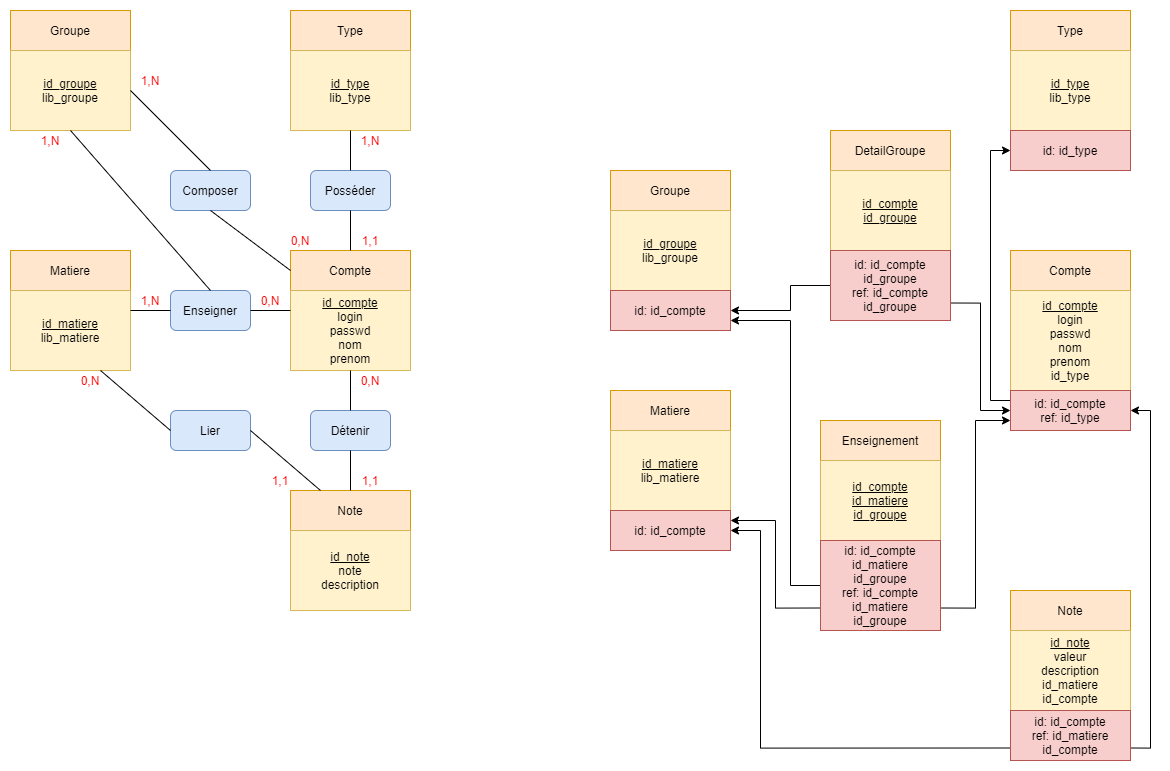 Groupe
id_groupe
lib_groupe
1,N
1,N
Type
id_type
lib_type
1,N
Composer
Posséder
0,N
1,1
Matiere
id_matiere
lib_matiere
1,N
Enseigner
0,N
Compte
id_compte
login
passwd
nom
prenom
0,N
0,N
Lier
Détenir
1,1
1,1
Note
id_note
note
description
Groupe
id_groupe
lib_groupe
id: id_compte
DetailGroupe
id_compte
id_groupe
id: id_compte
id_groupe
ref: id_compte
id_groupe
Type
id_type
lib_type
id: id_type
Compte
id_compte
login
passwd
nom
prenom
id_type
id: id_compte
ref: id_type
Matiere
id_matiere
lib_matiere
id: id_compte
Enseignement
id_compte
id_matiere
id_groupe
id: id_compte
id_matiere
id_groupe
ref: id_compte
id_matiere
id_groupe
Note
id_note
valeur
description
id_matiere
id_compte
id: id_compte
ref: id_matiere
id_compte